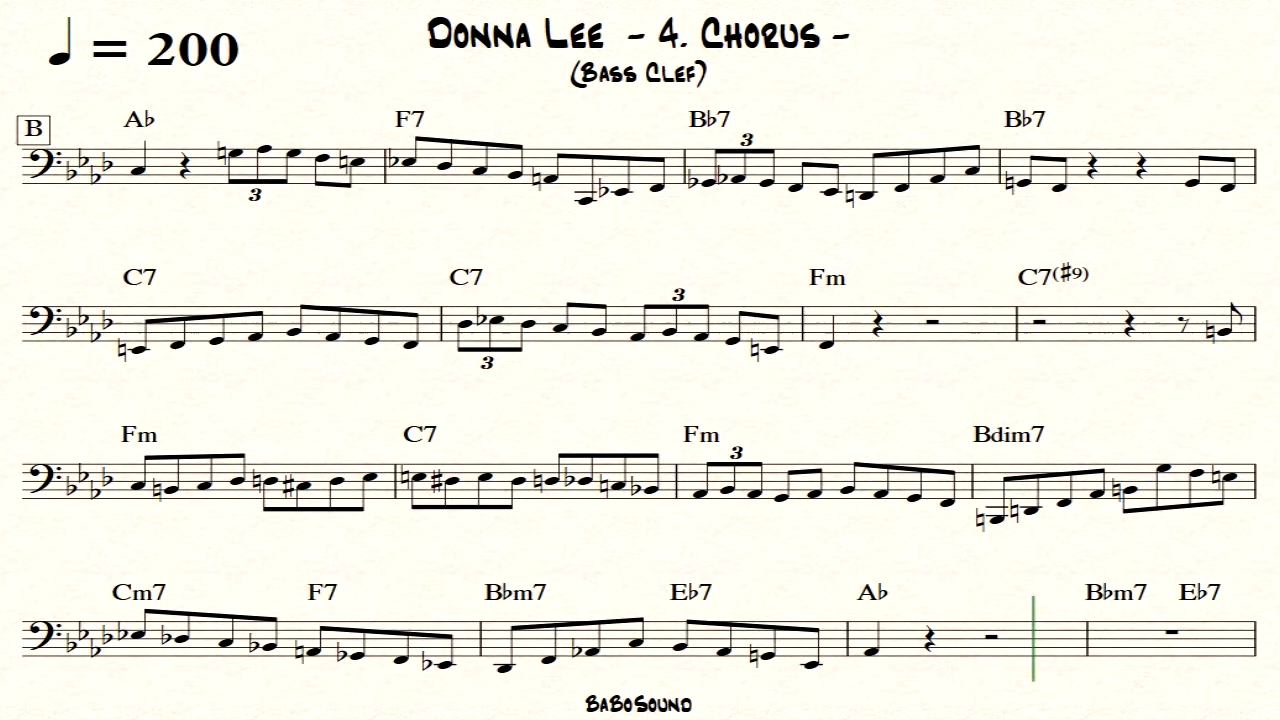 ♩ = 200
Donna Lee - 4. Chorus -
(Bass Clef)
B A♭ F7 B♭7 B♭7
3 3
C7 C7 Fm C7(♯9)
3 3
Fm C7 Fm Bdim7
3
Cm7 F7 B♭m7 E♭7 A♭ B♭m7 E♭7
BaBoSound